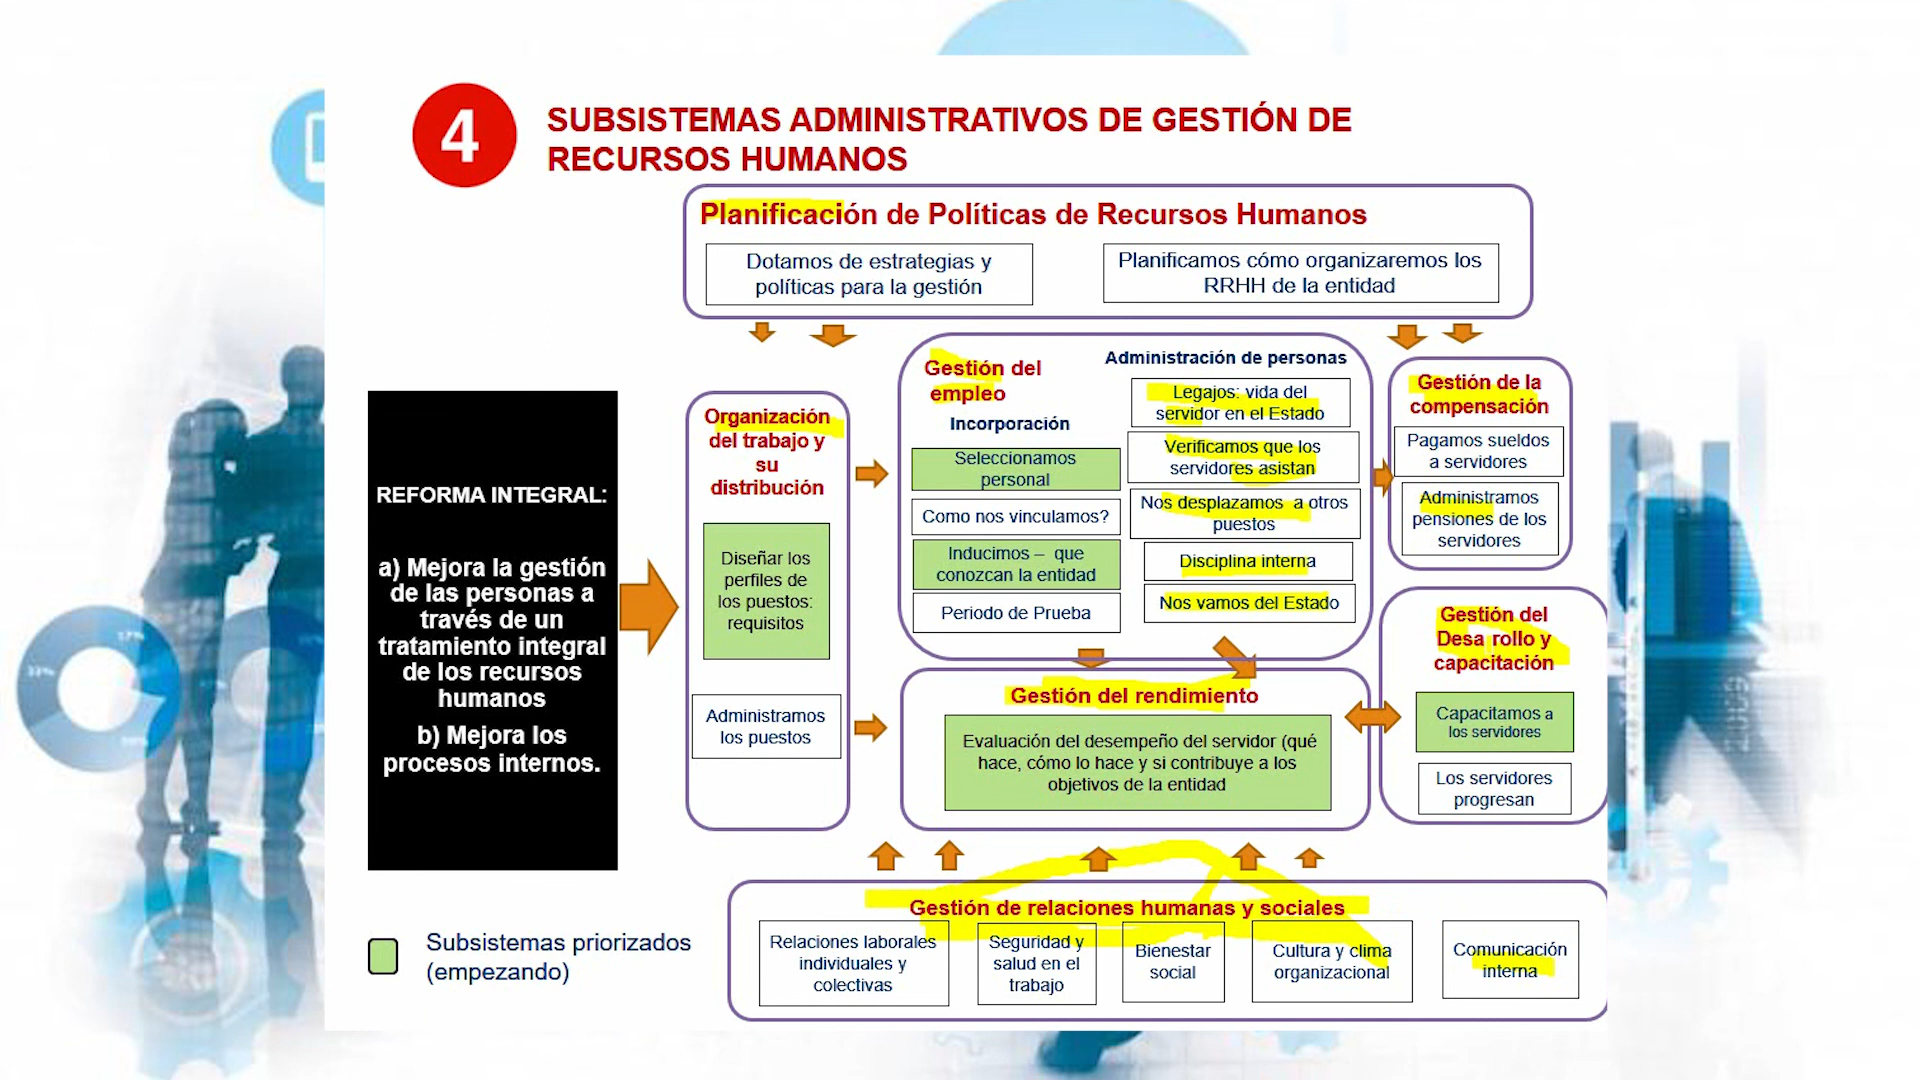 4
SUBSISTEMAS ADMINISTRATIVOS DE GESTIÓN DE
RECURSOS HUMANOS
Planificación de Políticas de Recursos Humanos
Dotamos de estrategias y
políticas para la gestión
Planificamos cómo organizaremos los
RRHH de la entidad
REFORMA INTEGRAL:
a) Mejora la gestión
de las personas a
través de un
tratamiento integral
de los recursos
humanos
b) Mejora los
procesos internos.
Organización
del trabajo y
su
distribución
Diseñar los
perfiles de
los puestos:
requisitos
Administramos
los puestos
Gestión del
empleo
Incorporación
Seleccionamos
personal
Como nos vinculamos?
Inducimos – que
conozcan la entidad
Periodo de Prueba
Administración de personas
Legajos: vida del
servidor en el Estado
Verificamos que los
servidores asistan
Nos desplazamos a otros
puestos
Disciplina interna
Nos vamos del Estado
Gestión de la
compensación
Pagamos sueldos
a servidores
Administramos
pensiones de los
servidores
Gestión del rendimiento
Evaluación del desempeño del servidor (qué
hace, cómo lo hace y si contribuye a los
objetivos de la entidad
Gestión del
Desa rollo y
capacitación
Capacitamos a
los servidores
Los servidores
progresan
Gestión de relaciones humanas y sociales
Relaciones laborales
individuales y
colectivas
Seguridad y
salud en el
trabajo
Bienestar
social
Cultura y clima
organizacional
Comunicación
interna
Subsistemas priorizados
(empezando)